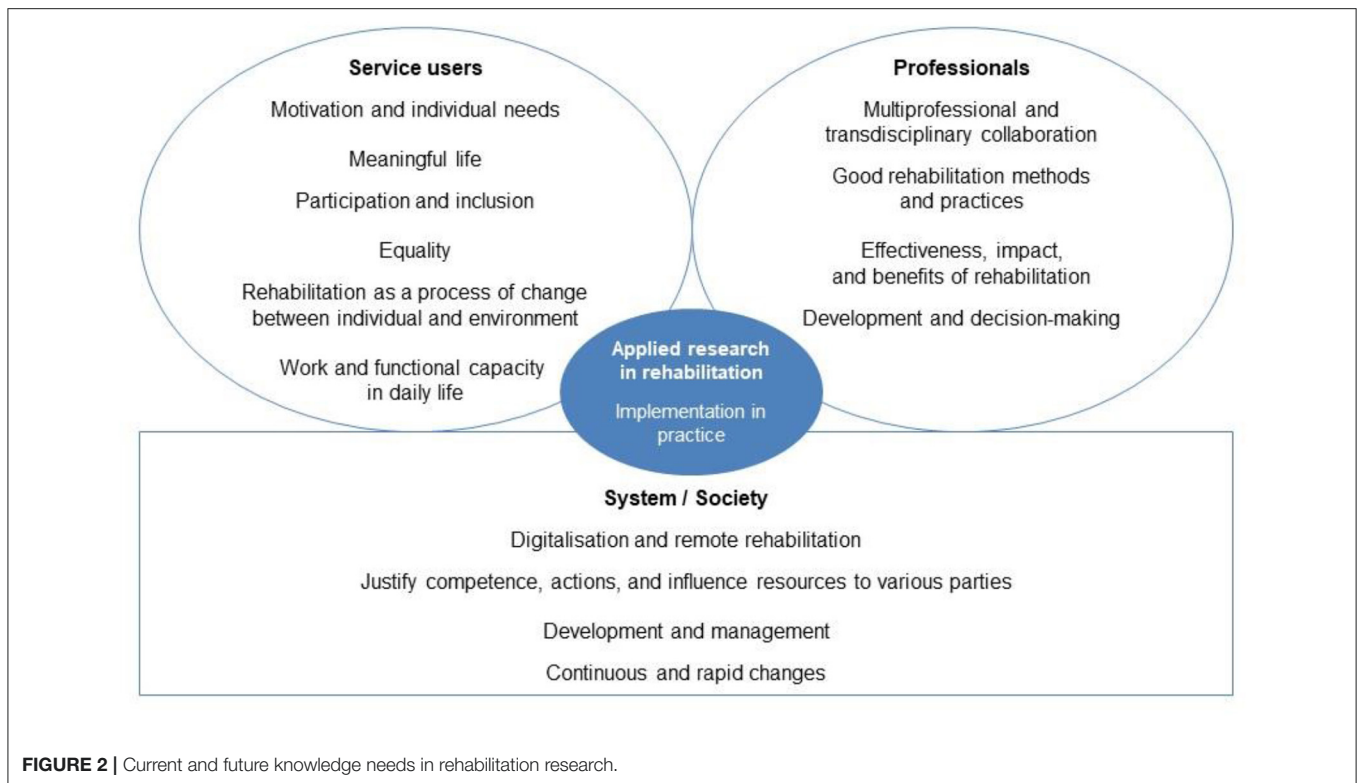 Service users
Motivation and individual needs
Meaningful life
Participation and inclusion
Equality
Rehabilitation as a process of change
between individual and environment
Work and functional capacity
in daily life
Professionals
Multiprofessional and
transdisciplinary collaboration
Good rehabilitation methods
and practices
Effectiveness, impact,
and benefits of rehabilitation
Development and decision-making
Applied research
in rehabilitation
Implementation in
practice
System / Society
Digitalisation and remote rehabilitation
Justify competence, actions, and influence resources to various parties
Development and management
Continuous and rapid changes
FIGURE 2 | Current and future knowledge needs in rehabilitation research.